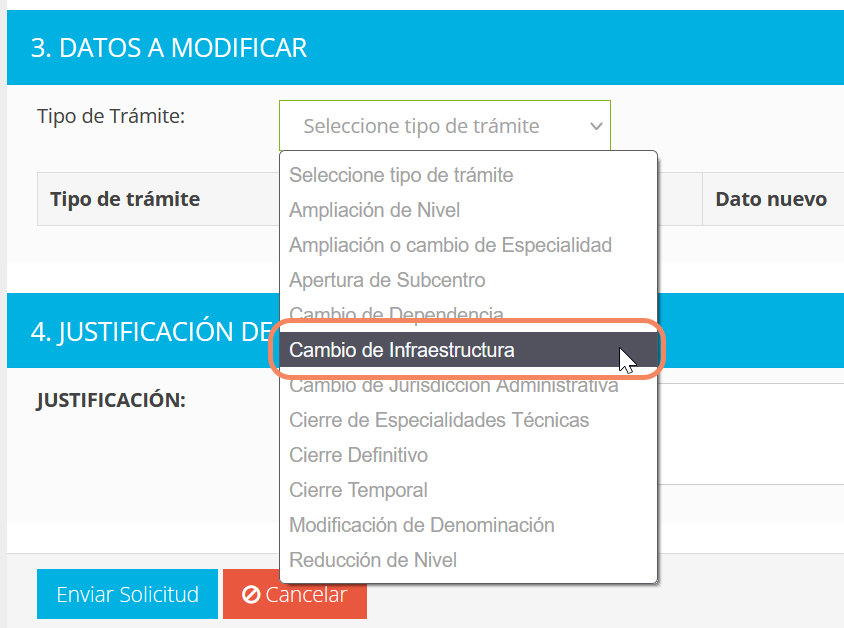 3. DATOS A MODIFICAR
Tipo de Trámite:
Seleccione tipo de trámite
Seleccione tipo de trámite
Ampliación de Nivel
Ampliación o cambio de Especialidad
Apertura de Subcentro
Cambio de Dependencia
Cambio de Infraestructura
Cambio de Jurisdicción Administrativa
Cierre de Especialidades Técnicas
Cierre Definitivo
Cierre Temporal
Modificación de Denominación
Reducción de Nivel
Tipo de trámite
Dato nuevo
4. JUSTIFICACIÓN DE
JUSTIFICACIÓN:
Enviar Solicitud
Cancelar